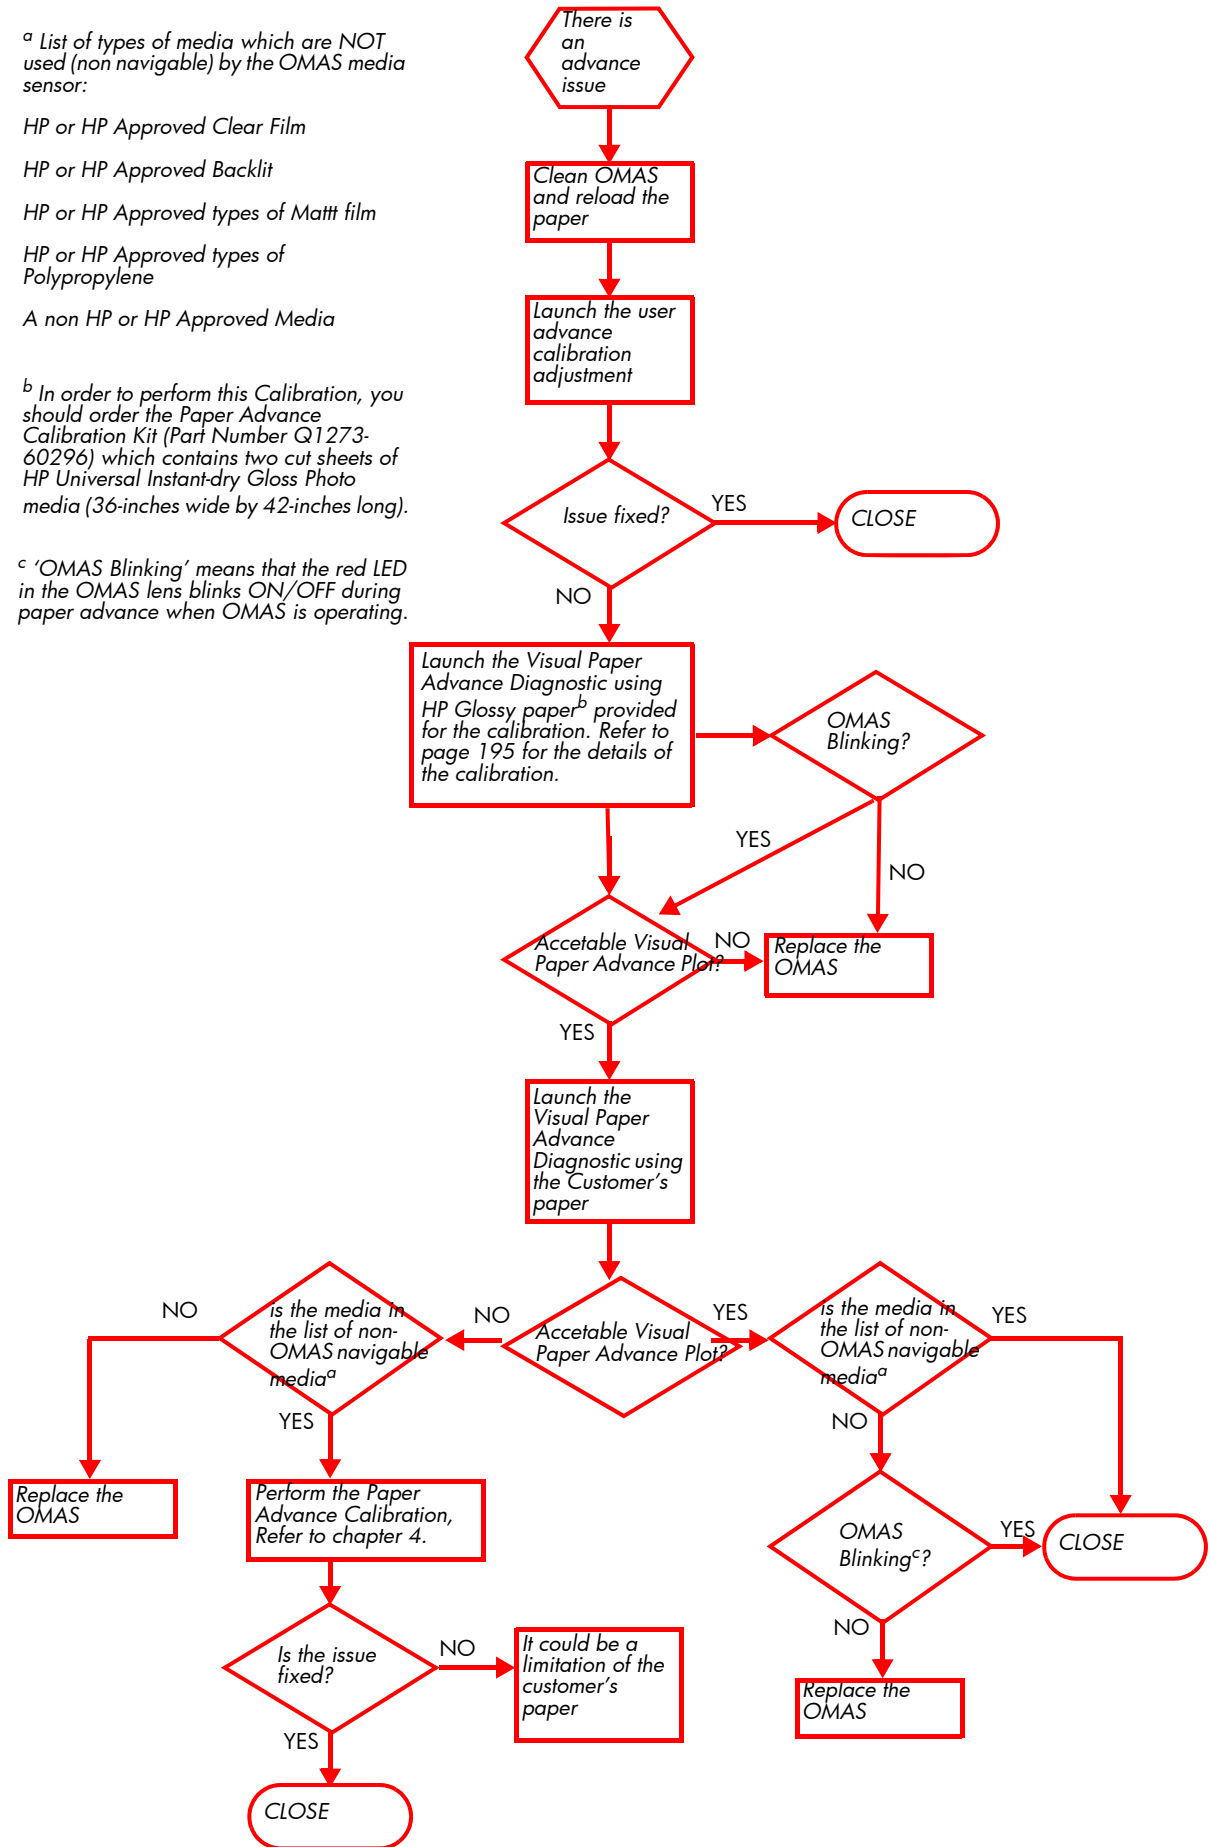 a List of types of media which are NOT
used (non navigable) by the OMAS media
sensor:
HP or HP Approved Clear Film
HP or HP Approved Backlit
HP or HP Approved types of Mattt film
HP or HP Approved types of
Polypropylene
A non HP or HP Approved Media
b In order to perform this Calibration, you
should order the Paper Advance
Calibration Kit (Part Number Q1273-
60296) which contains two cut sheets of
HP Universal Instant-dry Gloss Photo
media (36-inches wide by 42-inches long).
c ‘OMAS Blinking’ means that the red LED
in the OMAS lens blinks ON/OFF during
paper advance when OMAS is operating.
There is
an
advance
issue
Clean OMAS
and reload the
paper
Launch the user
advance
calibration
adjustment
Issue fixed?
YES
CLOSE
NO
Launch the Visual Paper
Advance Diagnostic using
HP Glossy paperb provided
for the calibration. Refer to
page 195 for the details of
the calibration.
OMAS
Blinking?
YES
NO
Accetable Visual
Paper Advance Plot?
NO
Replace the
OMAS
YES
Launch the
Visual Paper
Advance
Diagnostic using
the Customer’s
paper
Accetable Visual
Paper Advance Plot?
NO
is the media in
the list of non-
OMAS navigable
mediaa
NO
Replace the
OMAS
YES
Perform the Paper
Advance Calibration,
Refer to chapter 4.
Is the issue
fixed?
NO
It could be a
limitation of the
customer’s
paper
YES
CLOSE
YES
is the media in
the list of non-
OMAS navigable
mediaa
YES
NO
OMAS
Blinkingc?
YES
CLOSE
NO
Replace the
OMAS